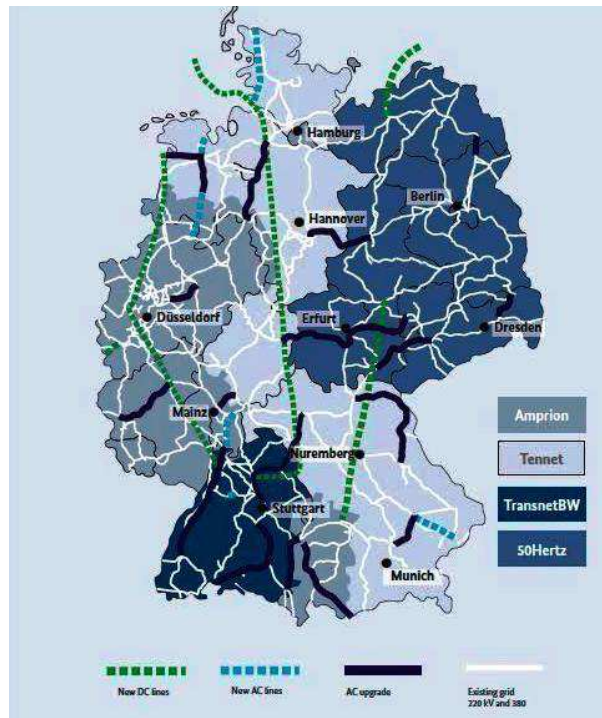 Hamburg
Berlin
Hannover
Düsseldorf
Erfurt
Dresden
Mainz
Nuremberg
Stuttgart
Munich
Amprion
Tennet
TransnetBW
50Hertz
New DC lines
New AC lines
AC upgrade
Existing grid
220 kV and 380